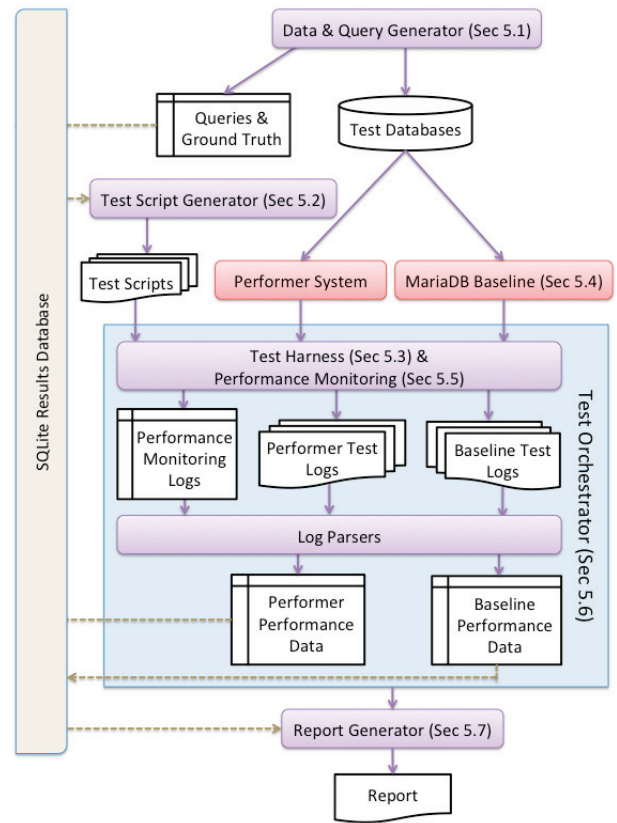 Data & Query Generator (Sec 5.1)
Queries &
Ground Truth
Test Databases
Test Script Generator (Sec 5.2)
Test Scripts
Performer System
MariaDB Baseline (Sec 5.4)
SQLite Results Database
Test Harness (Sec 5.3) &
Performance Monitoring (Sec 5.5)
Performance
Monitoring
Logs
Performer Test
Logs
Baseline Test
Logs
Test Orchestrator (Sec 5.6)
Log Parsers
Performer
Performance
Data
Baseline
Performance
Data
Report Generator (Sec 5.7)
Report